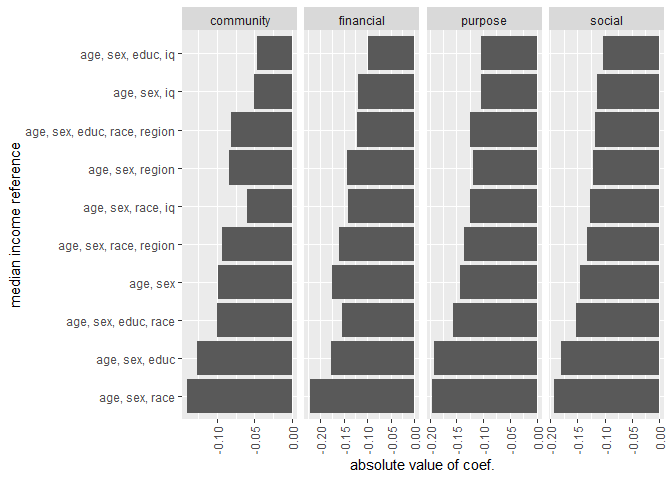 community financial purpose social
median income reference
age, sex, educ, iq
age, sex, iq
age, sex, educ, race, region
age, sex, region
age, sex, race, iq
age, sex, race, region
age, sex
age, sex, educ, race
age, sex, educ
age, sex, race
-0.10 -0.05 0.00 -0.20 -0.15 -0.10 -0.05 0.00 -0.20 -0.15 -0.10 -0.05 0.00 -0.20 -0.15 -0.10 -0.05 0.00
absolute value of coef.